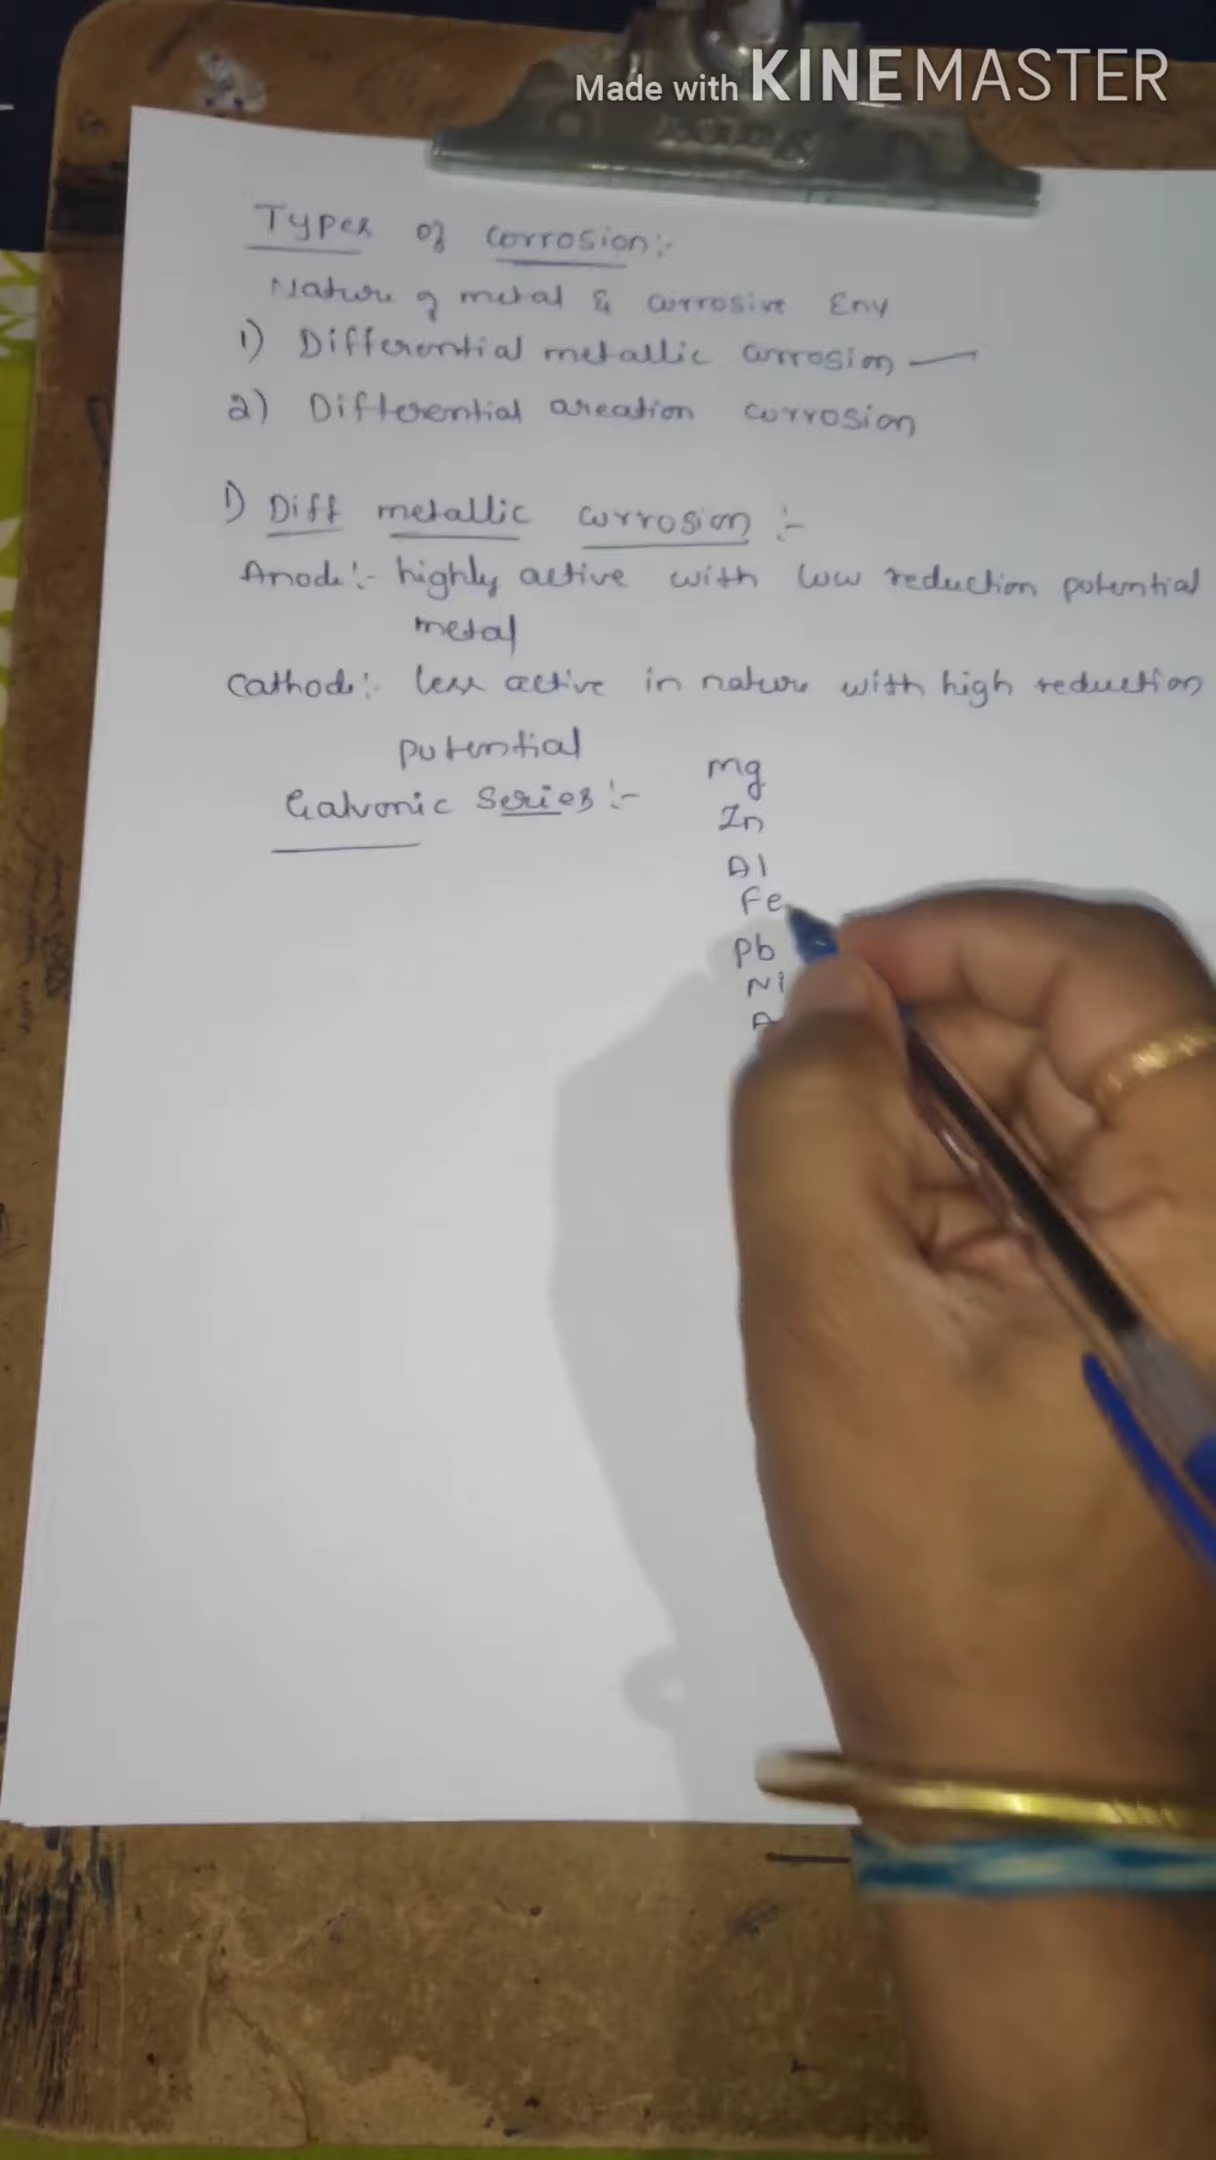 Made with KINEMASTER
Types of corrosion:-
Nature of metal & corrosive Env
1) Differential metallic corrosion
2) Differential areation corrosion
1) Diff metallic corrosion :-
Anode:- highly active with low reduction potential
metal
Cathode:- less active in nature with high reduction
potential
Galvonic Series :-
Mg
Zn
Al
Fe
Pb
Ni
A